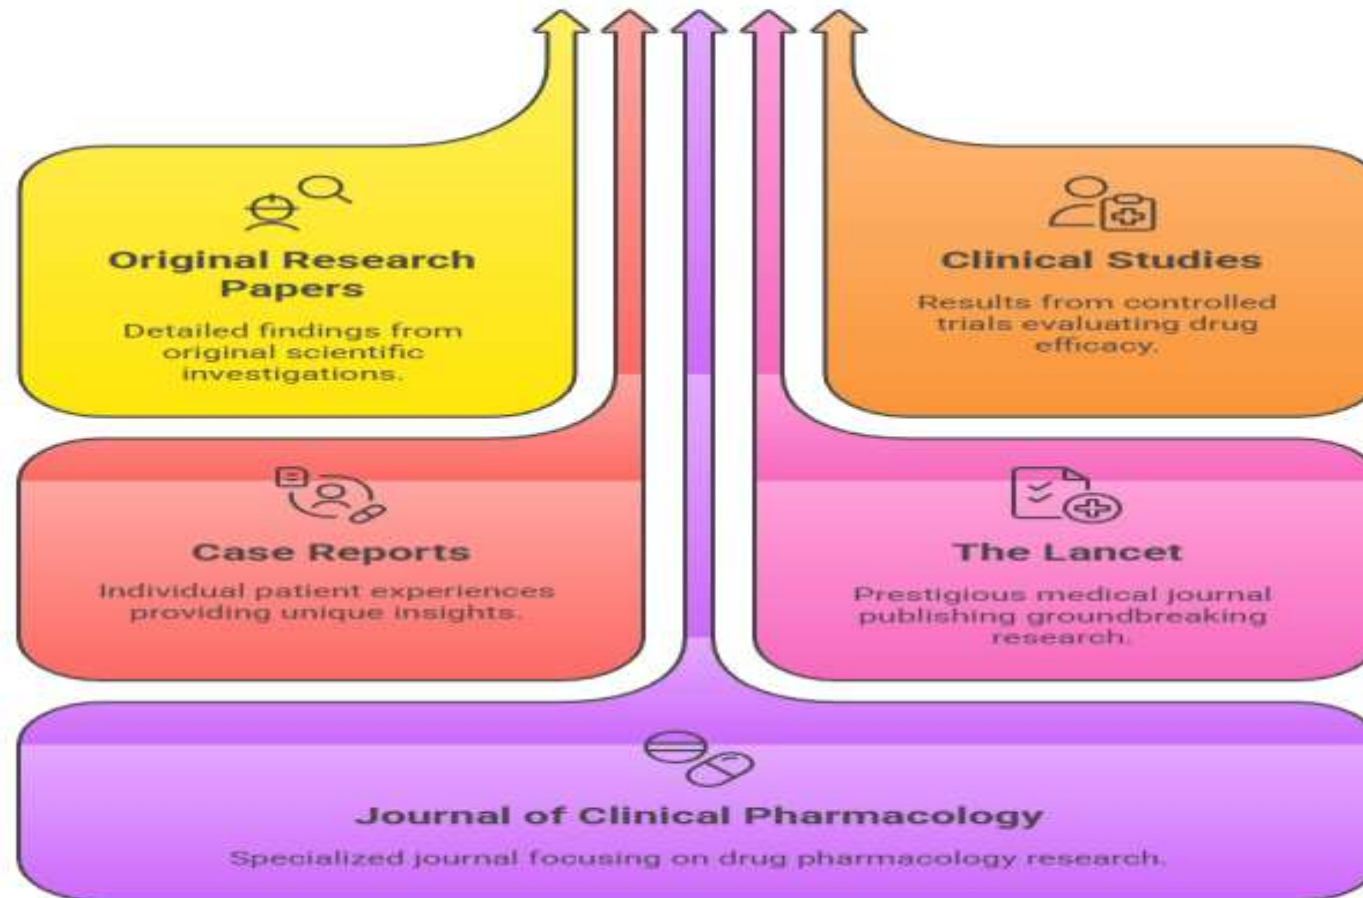 Original Research
Papers
Detailed findings from
original scientific
investigations.
Clinical Studies
Results from controlled
trials evaluating drug
efficacy.
Case Reports
Individual patient experiences
providing unique insights.
The Lancet
Prestigious medical journal
publishing groundbreaking
research.
Journal of Clinical Pharmacology
Specialized journal focusing on drug pharmacology research.